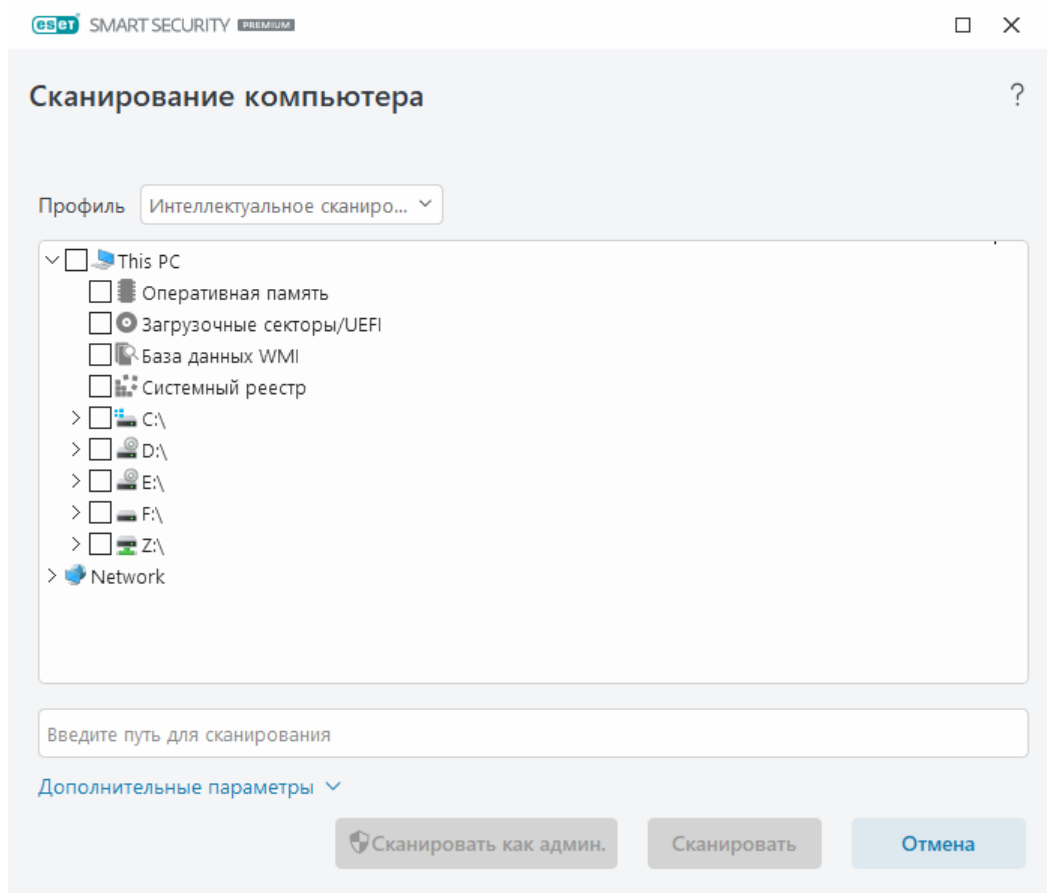 eset SMART SECURITY PREMIUM
Сканирование компьютера
?
Профиль Интеллектуальное сканиро...
This PC
Оперативная память
Загрузочные секторы/UEFI
База данных WMI
Системный реестр
C:\
D:\
E:\
F:\
Z:\
Network
Введите путь для сканирования
Дополнительные параметры
Сканировать как админ. Сканировать Отмена